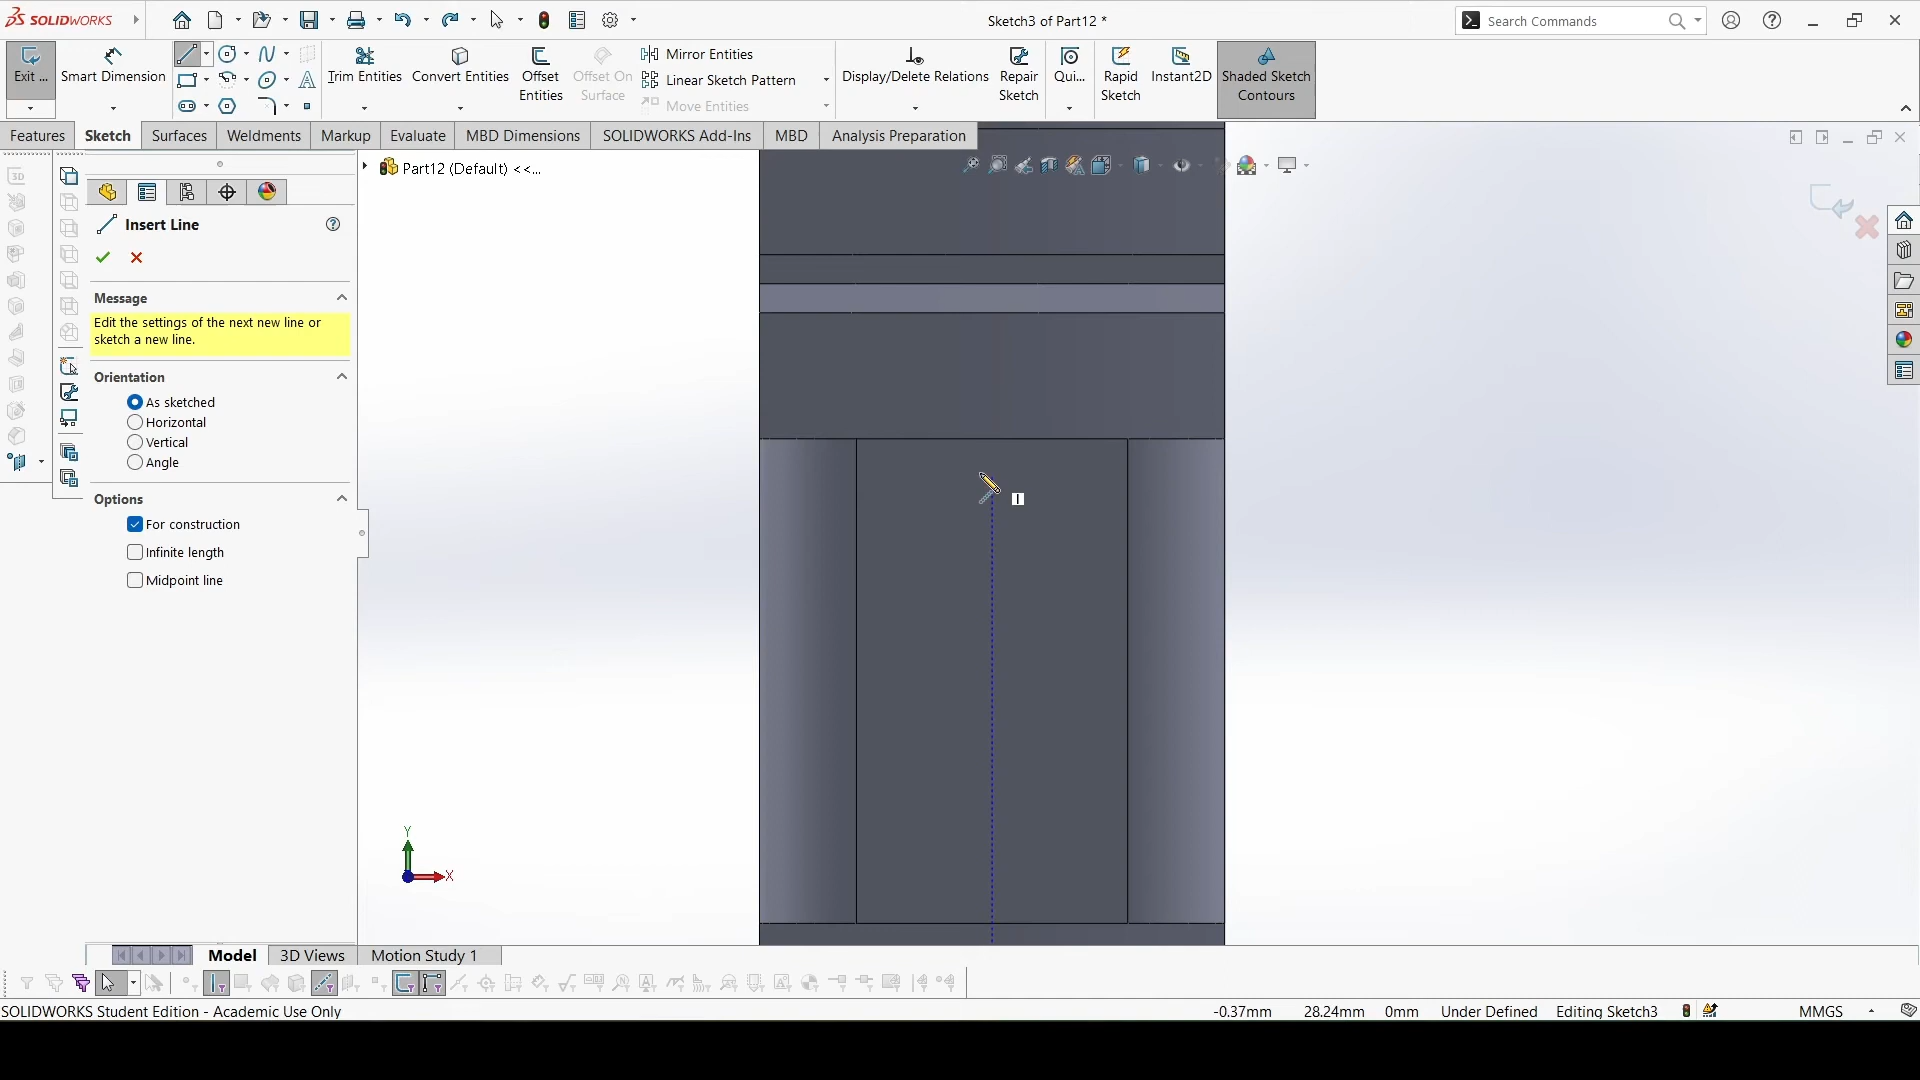 SOLIDWORKS
Sketch3 of Part12 *
Search Commands
Exit ...
Smart Dimension
Trim Entities
Convert Entities
Offset Entities
Offset On Surface
Mirror Entities
Linear Sketch Pattern
Move Entities
Display/Delete Relations
Repair Sketch
Qui...
Rapid Sketch
Instant2D
Shaded Sketch Contours
Features
Sketch
Surfaces
Weldments
Markup
Evaluate
MBD Dimensions
SOLIDWORKS Add-Ins
MBD
Analysis Preparation
Part12 (Default) <<...
Insert Line
Message
Edit the settings of the next new line or
sketch a new line.
Orientation
As sketched
Horizontal
Vertical
Angle
Options
For construction
Infinite length
Midpoint line
Y
X
Model
3D Views
Motion Study 1
SOLIDWORKS Student Edition - Academic Use Only
-0.37mm
28.24mm
0mm
Under Defined
Editing Sketch3
MMGS